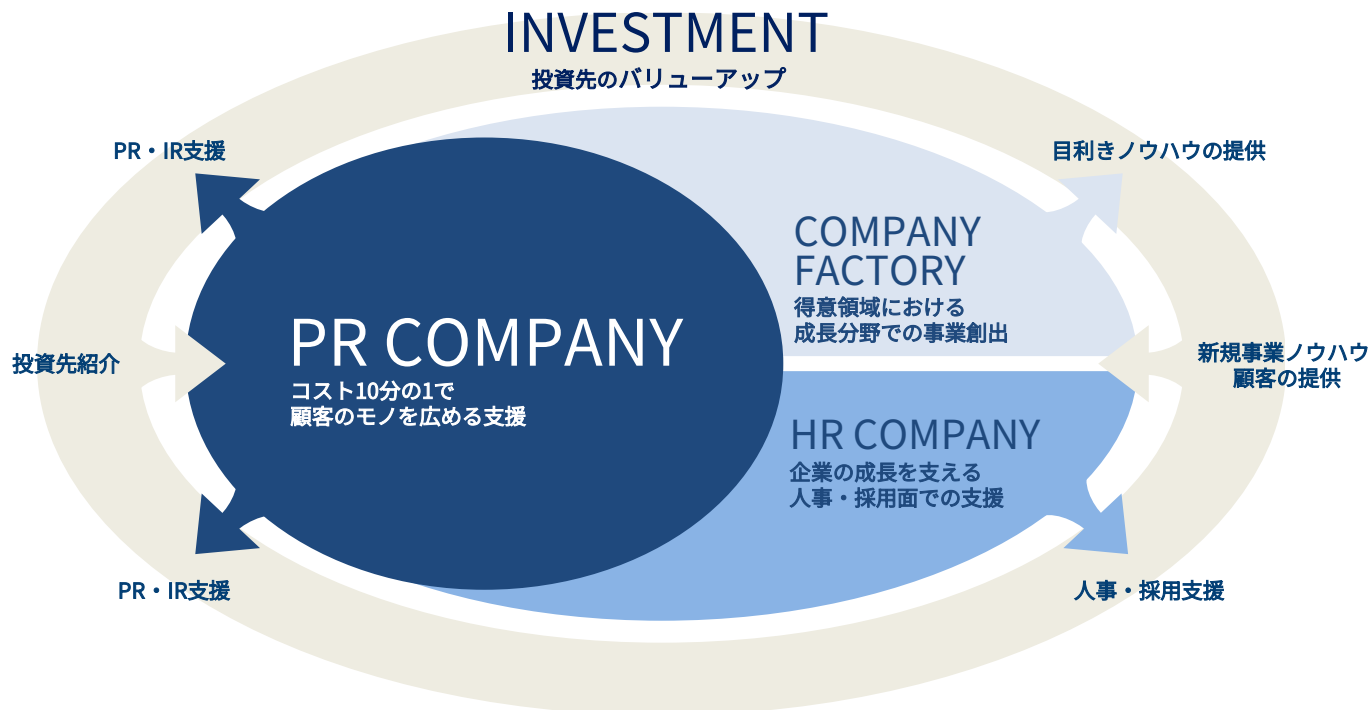 INVESTMENT
投資先のバリューアップ
PR・IR支援
目利きノウハウの提供
COMPANY
FACTORY
得意領域における
成長分野での事業創出
PR COMPANY
コスト10分の1で
顧客のモノを広める支援
投資先紹介
新規事業ノウハウ
顧客の提供
HR COMPANY
企業の成長を支える
人事・採用面での支援
PR・IR支援
人事・採用支援